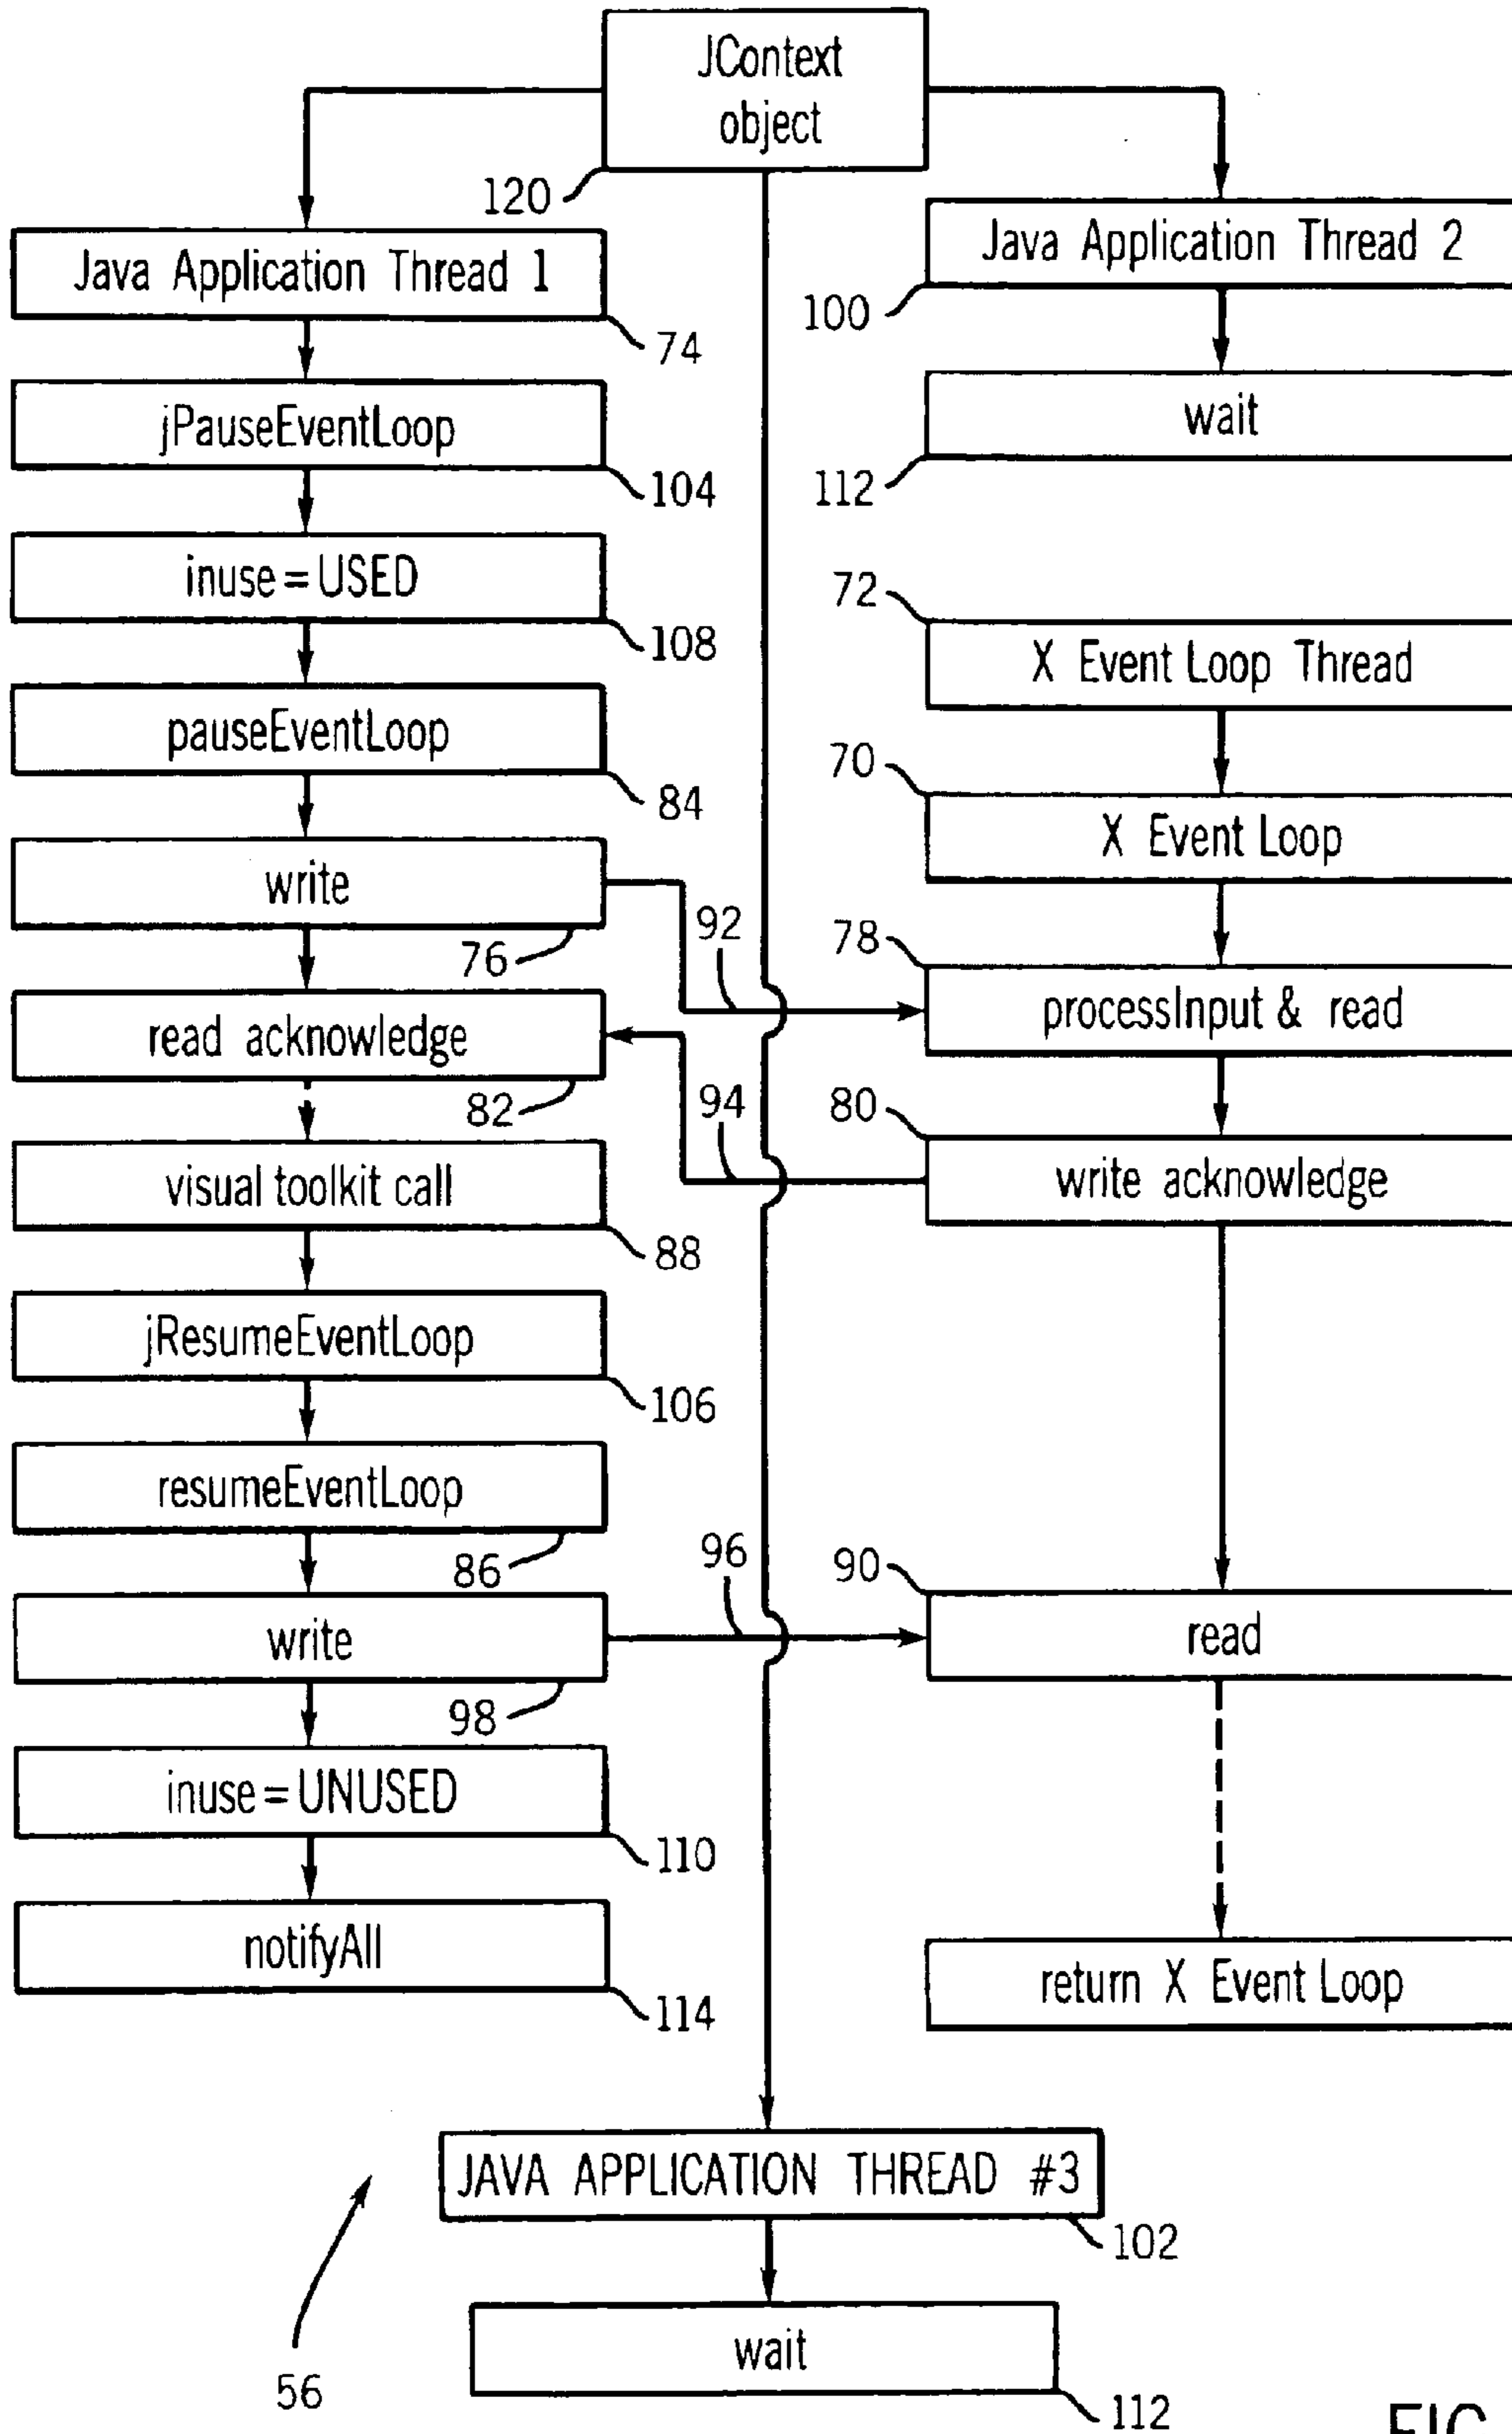 JContext
object
120
Java Application Thread 1
74
Java Application Thread 2
100
jPauseEventLoop
104
wait
112
inuse = USED
108
72
X Event Loop Thread
pauseEventLoop
84
70
X Event Loop
write
76
92
78
processInput & read
read acknowledge
82
94
80
write acknowledge
visual toolkit call
88
jResumeEventLoop
106
resumeEventLoop
86
96
90
write
98
read
inuse = UNUSED
110
notifyAll
114
return X Event Loop
JAVA APPLICATION THREAD #3
102
56
wait
112
FIG